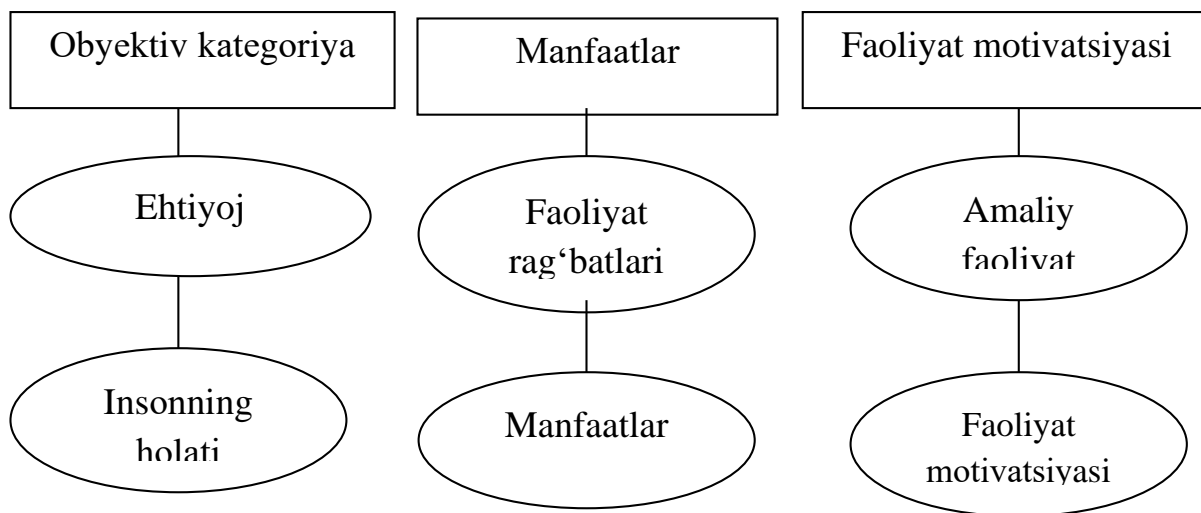 Obyektiv kategoriya
Manfaatlar
Faoliyat motivatsiyasi
Ehtiyoj
Faoliyat
rag‘batlari
Amaliy
faoliyat
Insonning
holati
Manfaatlar
Faoliyat
motivatsiyasi